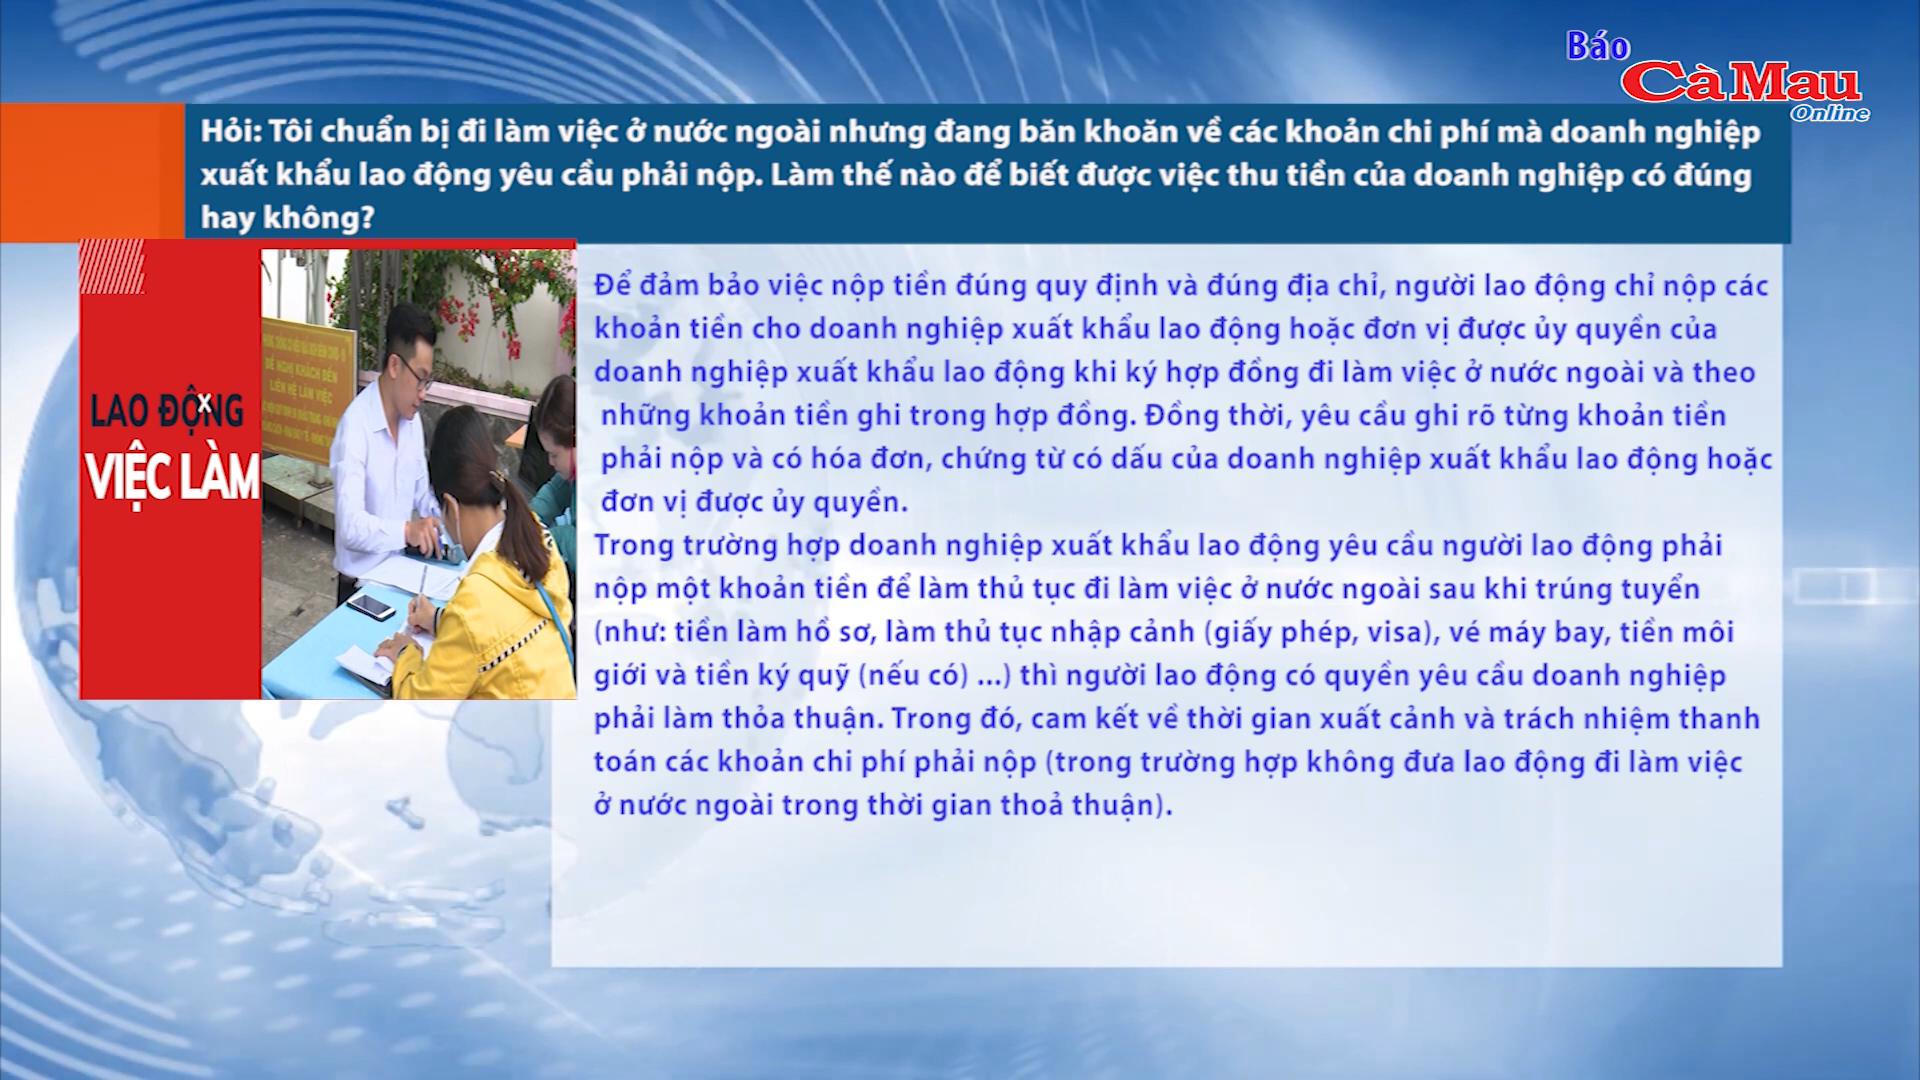 Báo
Cà Mau
Online
Hỏi: Tôi chuẩn bị đi làm việc ở nước ngoài nhưng đang băn khoăn về các khoản chi phí mà doanh nghiệp
xuất khẩu lao động yêu cầu phải nộp. Làm thế nào để biết được việc thu tiền của doanh nghiệp có đúng
hay không?
LAO ĐỘNG
x
VIỆC LÀM
ĐỀ NGHỊ KHÁCH ĐẾN
LIÊN HỆ LÀM VIỆC
Để đảm bảo việc nộp tiền đúng quy định và đúng địa chỉ, người lao động chỉ nộp các
khoản tiền cho doanh nghiệp xuất khẩu lao động hoặc đơn vị được ủy quyền của
doanh nghiệp xuất khẩu lao động khi ký hợp đồng đi làm việc ở nước ngoài và theo
những khoản tiền ghi trong hợp đồng. Đồng thời, yêu cầu ghi rõ từng khoản tiền
phải nộp và có hóa đơn, chứng từ có dấu của doanh nghiệp xuất khẩu lao động hoặc
đơn vị được ủy quyền.
Trong trường hợp doanh nghiệp xuất khẩu lao động yêu cầu người lao động phải
nộp một khoản tiền để làm thủ tục đi làm việc ở nước ngoài sau khi trúng tuyển
(như: tiền làm hồ sơ, làm thủ tục nhập cảnh (giấy phép, visa), vé máy bay, tiền môi
giới và tiền ký quỹ (nếu có) ...) thì người lao động có quyền yêu cầu doanh nghiệp
phải làm thỏa thuận. Trong đó, cam kết về thời gian xuất cảnh và trách nhiệm thanh
toán các khoản chi phí phải nộp (trong trường hợp không đưa lao động đi làm việc
ở nước ngoài trong thời gian thoả thuận).